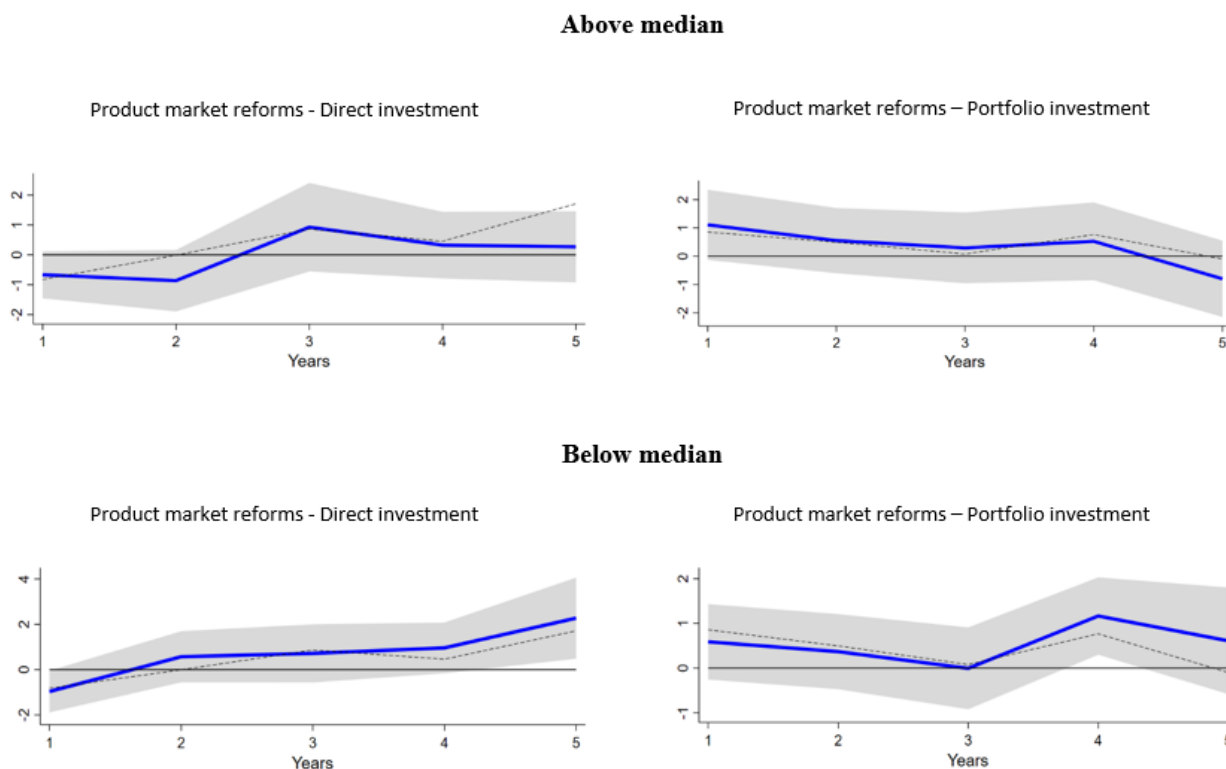 Above median
Product market reforms - Direct investment
Product market reforms – Portfolio investment
2
1
0
-1
-2
1 2 3 4 5
Years
2
1
0
-1
-2
1 2 3 4 5
Years
Below median
Product market reforms - Direct investment
Product market reforms – Portfolio investment
4
2
0
-2
1 2 3 4 5
Years
2
1
0
-1
1 2 3 4 5
Years